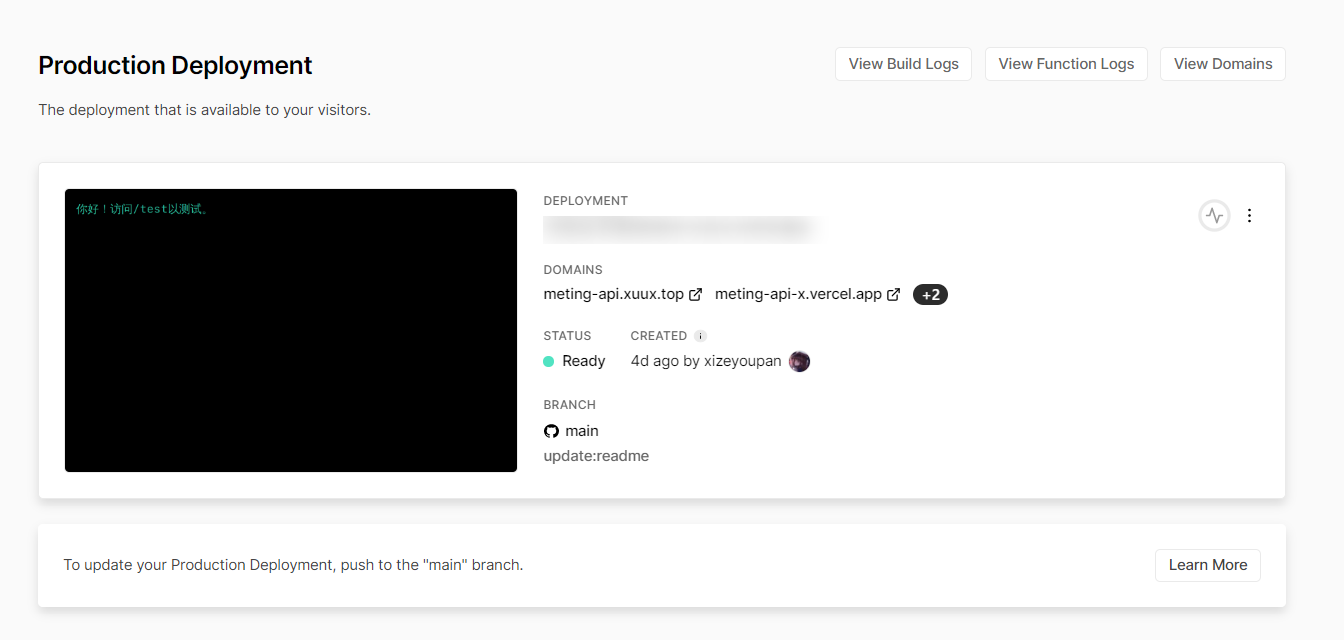 Production Deployment
View Build Logs
View Function Logs
View Domains
The deployment that is available to your visitors.
你好！访问/test以测试。
DEPLOYMENT
DOMAINS
meting-api.xuux.top meting-api-x.vercel.app +2
STATUS CREATED i
Ready 4d ago by xizeyoupan
BRANCH
main
update:readme
To update your Production Deployment, push to the "main" branch.
Learn More